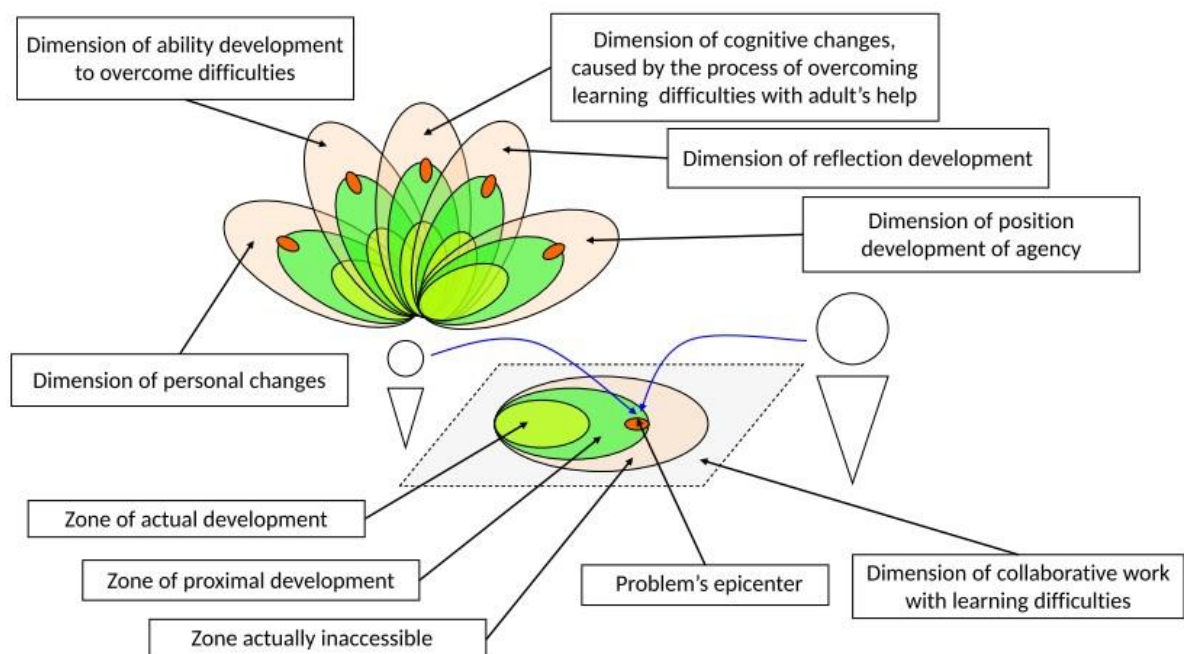 Dimension of ability development
to overcome difficulties
Dimension of cognitive changes,
caused by the process of overcoming
learning difficulties with adult's help
Dimension of reflection development
Dimension of position
development of agency
Dimension of personal changes
Zone of actual development
Zone of proximal development
Zone actually inaccessible
Problem's epicenter
Dimension of collaborative work
with learning difficulties